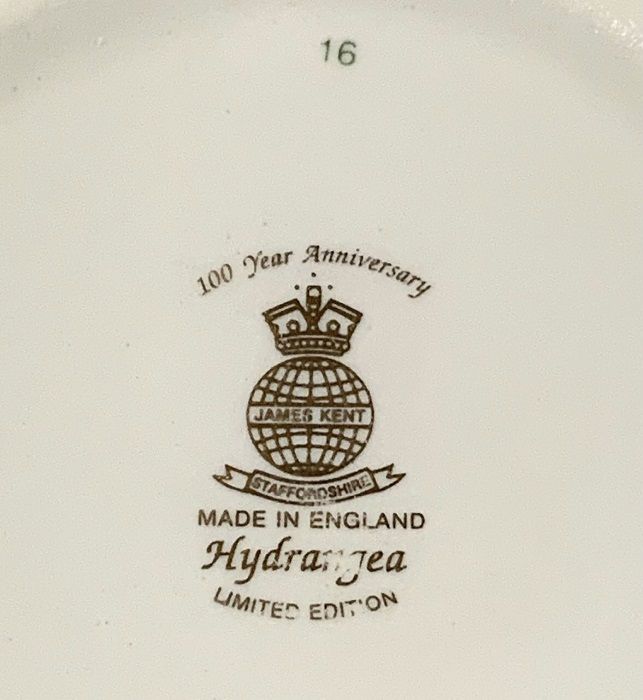 16
100 Year Anniversary
JAMES KENT
STAFFORDSHIRE
MADE IN ENGLAND
Hydrangea
LIMITED EDITION